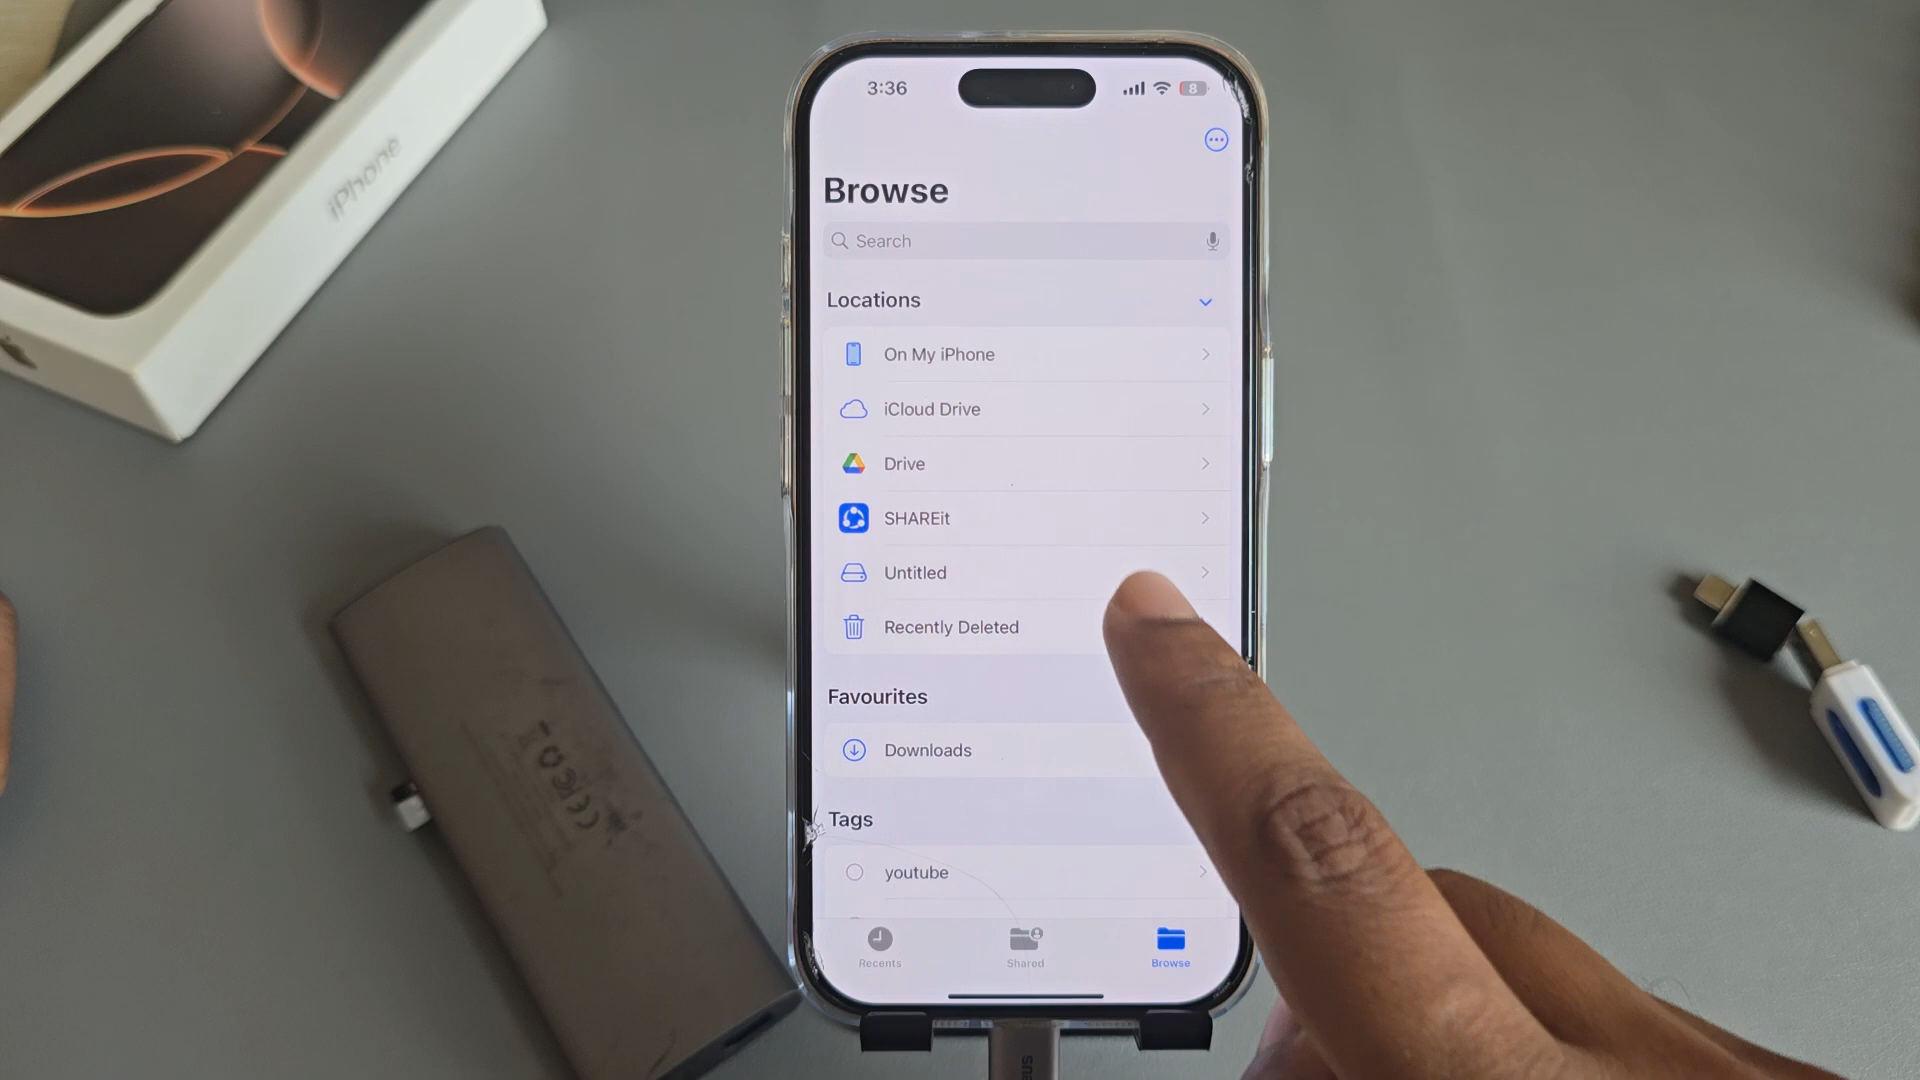 iPhone
3:36
8
Browse
Search
Locations
On My iPhone
iCloud Drive
Drive
SHAREit
Untitled
Recently Deleted
Favourites
Downloads
Tags
youtube
Recents
Shared
Browse